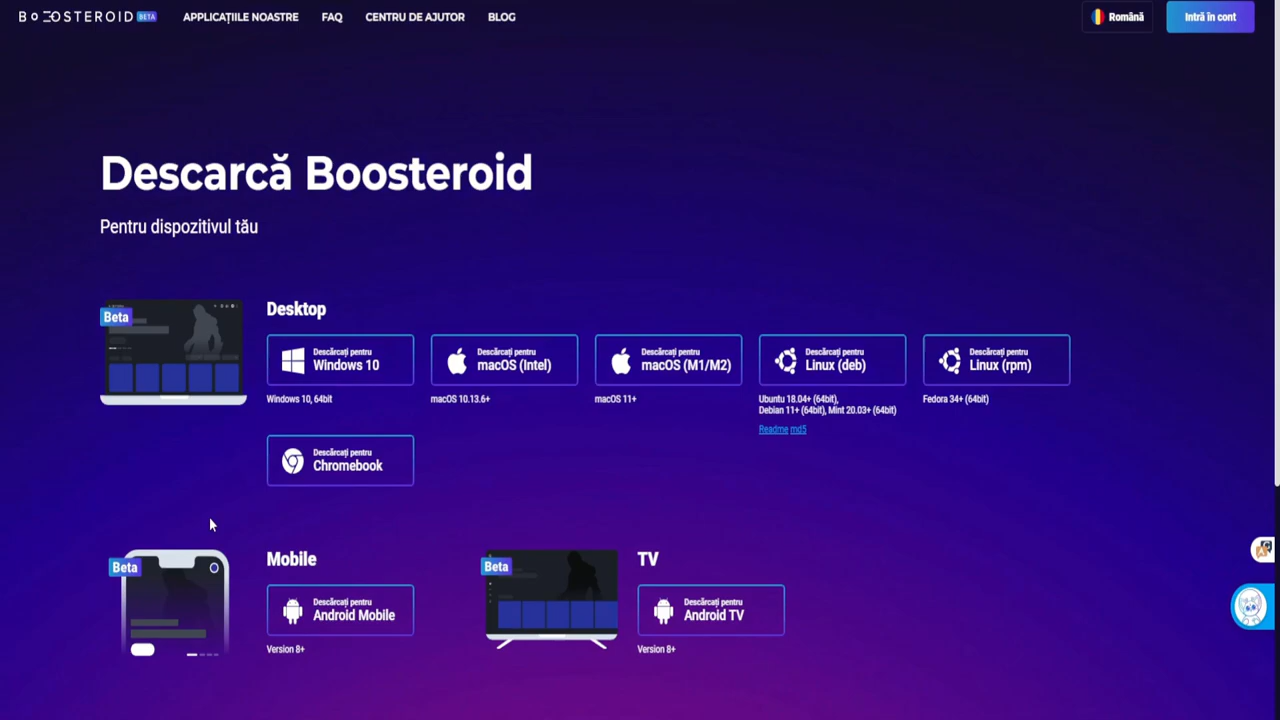 BOOSTEROID BETA
APPLICAȚIILE NOASTRE
FAQ
CENTRU DE AJUTOR
BLOG
Română
Intră în cont
Descarcă Boosteroid
Pentru dispozitivul tău
Beta
Desktop
Descărcați pentru
Windows 10
Windows 10, 64bit
Descărcați pentru
macOS (Intel)
macOS 10.13.6+
Descărcați pentru
macOS (M1/M2)
macOS 11+
Descărcați pentru
Linux (deb)
Ubuntu 18.04+ (64bit),
Debian 11+ (64bit), Mint 20.03+ (64bit)
Readme md5
Descărcați pentru
Linux (rpm)
Fedora 34+ (64bit)
Descărcați pentru
Chromebook
Beta
Mobile
Descărcați pentru
Android Mobile
Version 8+
Beta
TV
Descărcați pentru
Android TV
Version 8+